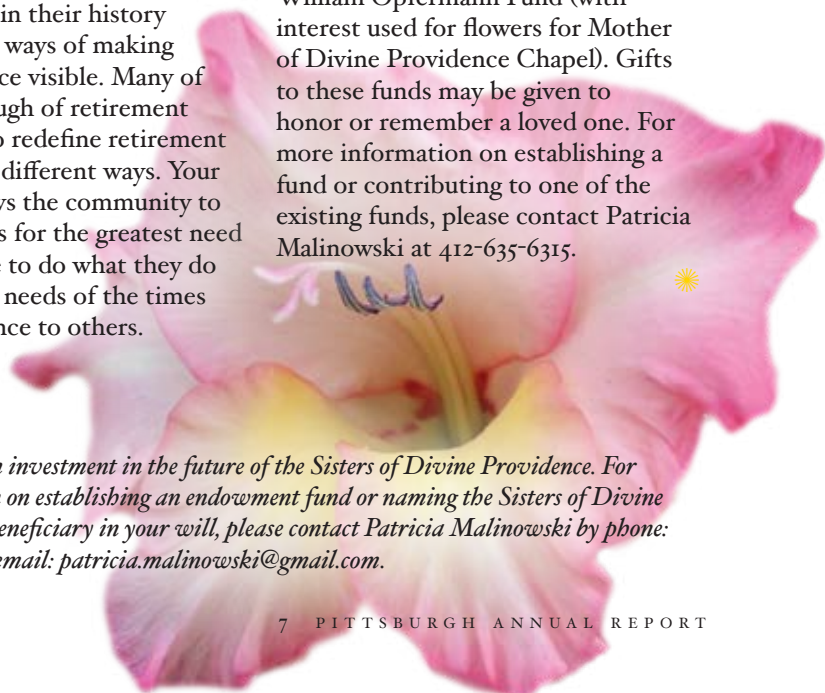 in their history
ways of making
ce visible. Many of
ugh of retirement
o redefine retirement
different ways. Your
ws the community to
s for the greatest need
e to do what they do
needs of the times
nce to others.
William Opfermann Fund (with
interest used for flowers for Mother
of Divine Providence Chapel). Gifts
to these funds may be given to
honor or remember a loved one. For
more information on establishing a
fund or contributing to one of the
existing funds, please contact Patricia
Malinowski at 412-635-6315.
n investment in the future of the Sisters of Divine Providence. For
n on establishing an endowment fund or naming the Sisters of Divine
beneficiary in your will, please contact Patricia Malinowski by phone:
email: patricia.malinowski@gmail.com.
7 PITTSBURGH ANNUAL REPORT